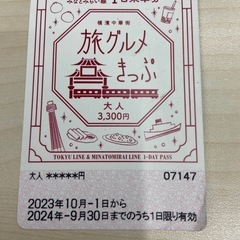 横濱中華街
旅グルメ
きっぷ
大人
3,300円
TOKYU LINE & MINATOMIRAI LINE 1-DAY PASS
大人 *****円 07147
2023年10月-1日から
2024年-9月30日までのうち1日限り有効